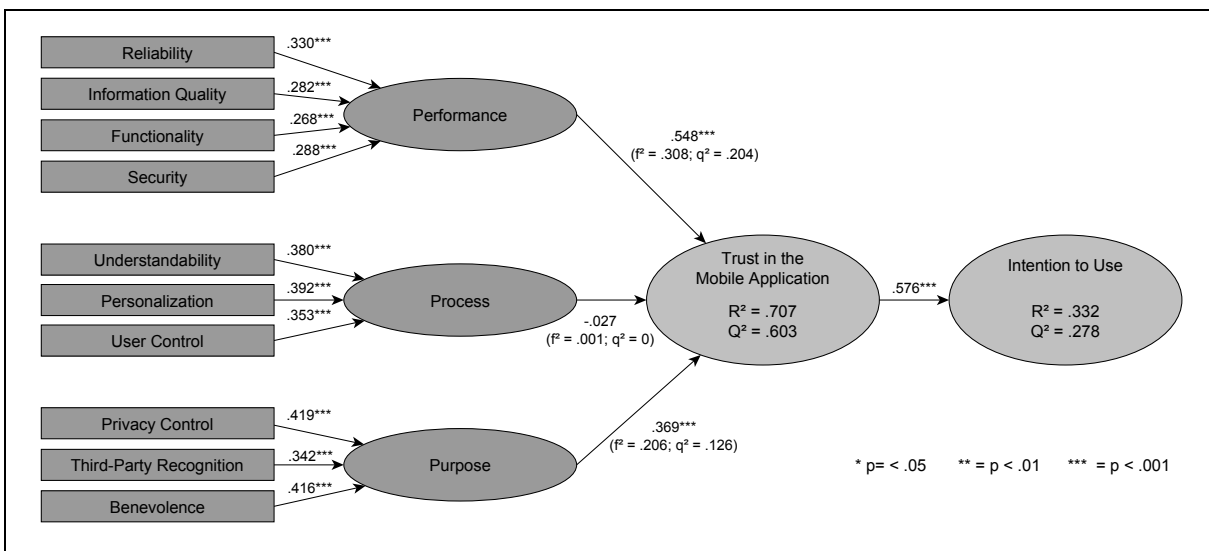 Reliability
.330***
Information Quality
.282***
Functionality
.268***
Security
.288***
Performance
.548***
(f² = .308; q² = .204)
Understandability
.380***
Personalization
.392***
User Control
.353***
Process
-.027
(f² = .001; q² = 0)
Trust in the
Mobile Application
R² = .707
Q² = .603
.576***
Intention to Use
R² = .332
Q² = .278
Privacy Control
.419***
Third-Party Recognition
.342***
Benevolence
.416***
Purpose
.369***
(f² = .206; q² = .126)
* p= < .05 ** = p < .01 *** = p < .001